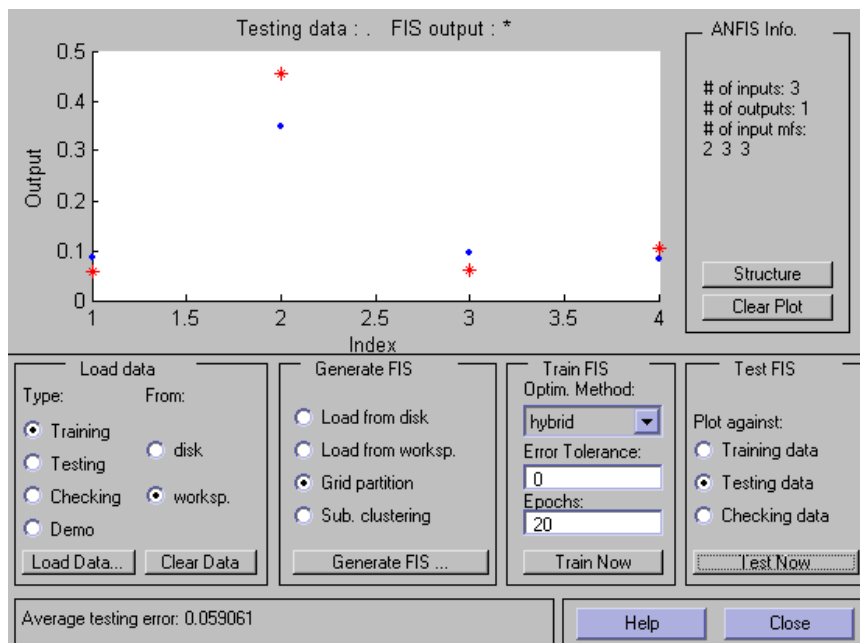 Testing data : .   FIS output : *
0.5
0.4
0.3
0.2
0.1
0
Output
1
1.5
2
2.5
3
3.5
4
Index
ANFIS Info.
# of inputs: 3
# of outputs: 1
# of input mfs:
2 3 3
Structure
Clear Plot
Load data
Type:
From:
Training
Testing
Checking
Demo
disk
worksp.
Load Data...
Clear Data
Generate FIS
Load from disk
Load from worksp.
Grid partition
Sub. clustering
Generate FIS ...
Train FIS
Optim. Method:
hybrid
Error Tolerance:
0
Epochs:
20
Train Now
Test FIS
Plot against:
Training data
Testing data
Checking data
Test Now
Average testing error: 0.059061
Help
Close